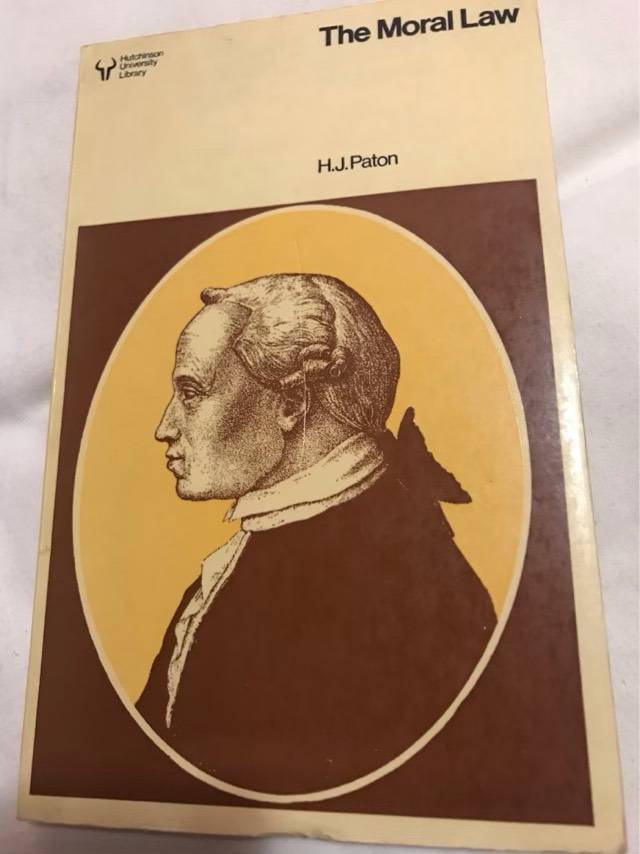 The Moral Law
Hutchinson
University
Library
H.J.Paton